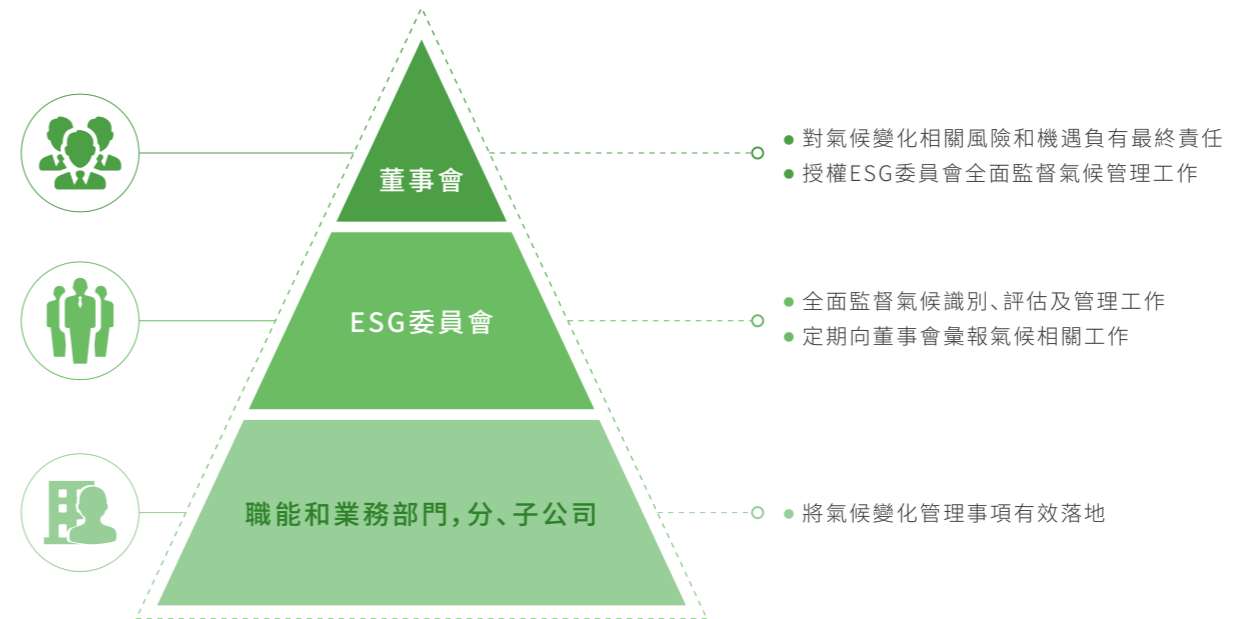 董事會
● 對氣候變化相關風險和機遇負有最終責任
● 授權ESG委員會全面監督氣候管理工作
ESG委員會
● 全面監督氣候識別、評估及管理工作
● 定期向董事會彙報氣候相關工作
職能和業務部門,分、子公司
● 將氣候變化管理事項有效落地